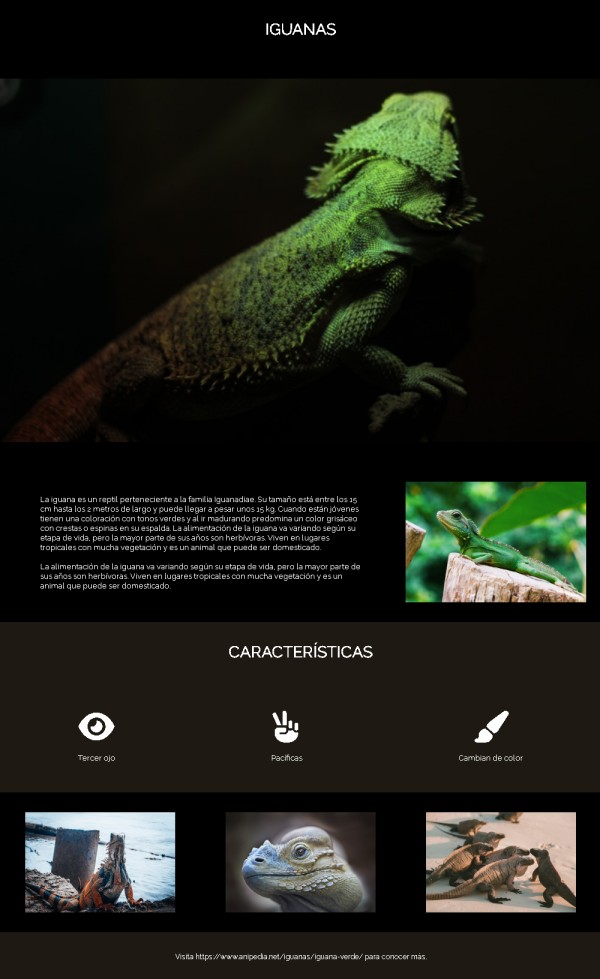 IGUANAS
La iguana es un reptil perteneciente a la familia Iguanadiae. Su tamaño está entre los 15
cm hasta los 2 metros de largo y puede llegar a pesar unos 15 kg. Cuando están jóvenes
tienen una coloración con tonos verdes y al ir madurando predomina un color grisáceo
con crestas o espinas en su espalda. La alimentación de la iguana va variando según su
etapa de vida, pero la mayor parte de sus años son herbívoras. Viven en lugares
tropicales con mucha vegetación y es un animal que puede ser domesticado.
La alimentación de la iguana va variando según su etapa de vida, pero la mayor parte de
sus años son herbívoras. Viven en lugares tropicales con mucha vegetación y es un
animal que puede ser domesticado.
CARACTERÍSTICAS
Tercer ojo
Pacíficas
Cambian de color
Visita https://www.anipedia.net/iguanas/iguana-verde/ para conocer más.